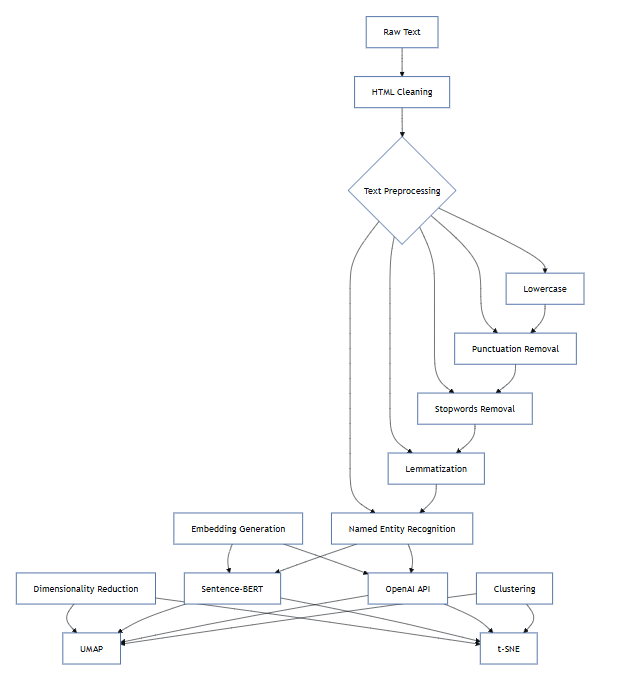 Raw Text
HTML Cleaning
Text Preprocessing
Lowercase
Punctuation Removal
Stopwords Removal
Lemmatization
Embedding Generation
Named Entity Recognition
Dimensionality Reduction
Sentence-BERT
OpenAI API
Clustering
UMAP
t-SNE